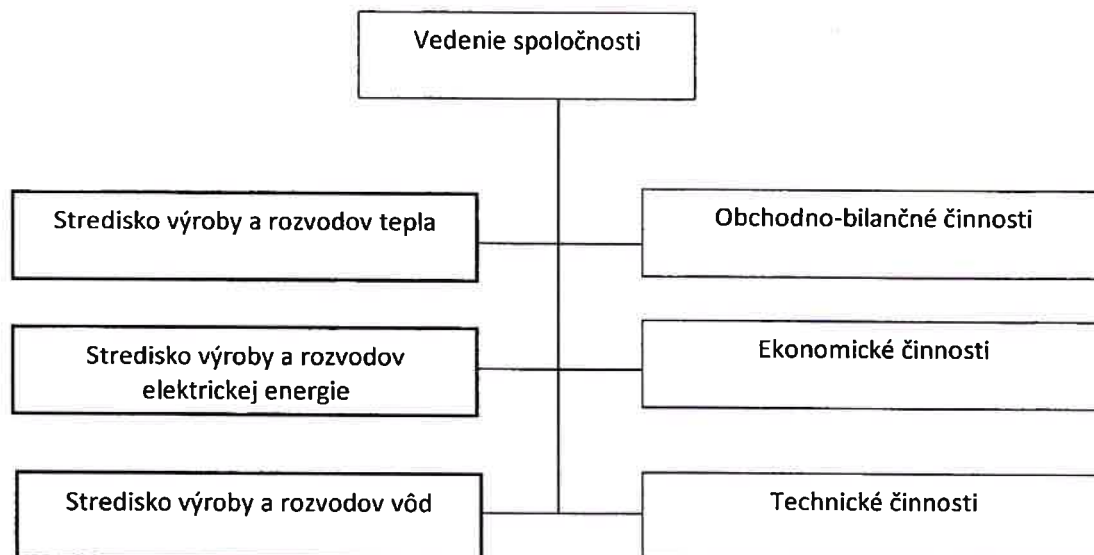 Vedenie spoločnosti
Stredisko výroby a rozvodov tepla
Obchodno-bilančné činnosti
Stredisko výroby a rozvodov
elektrickej energie
Ekonomické činnosti
Stredisko výroby a rozvodov vôd
Technické činnosti